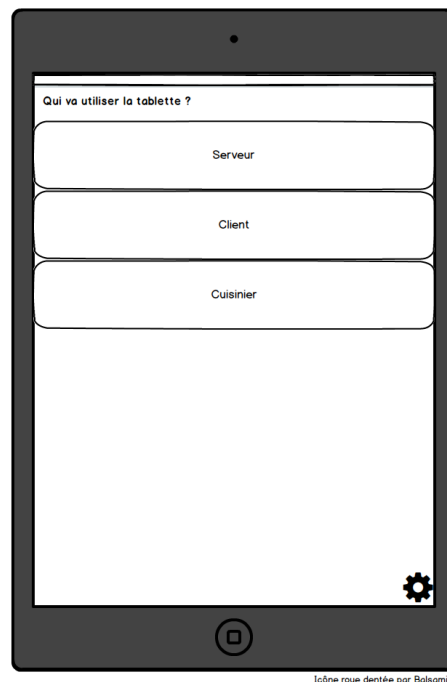 Qui va utiliser la tablette ?
Serveur
Client
Cuisinier
Icône roue dentée par Balsami